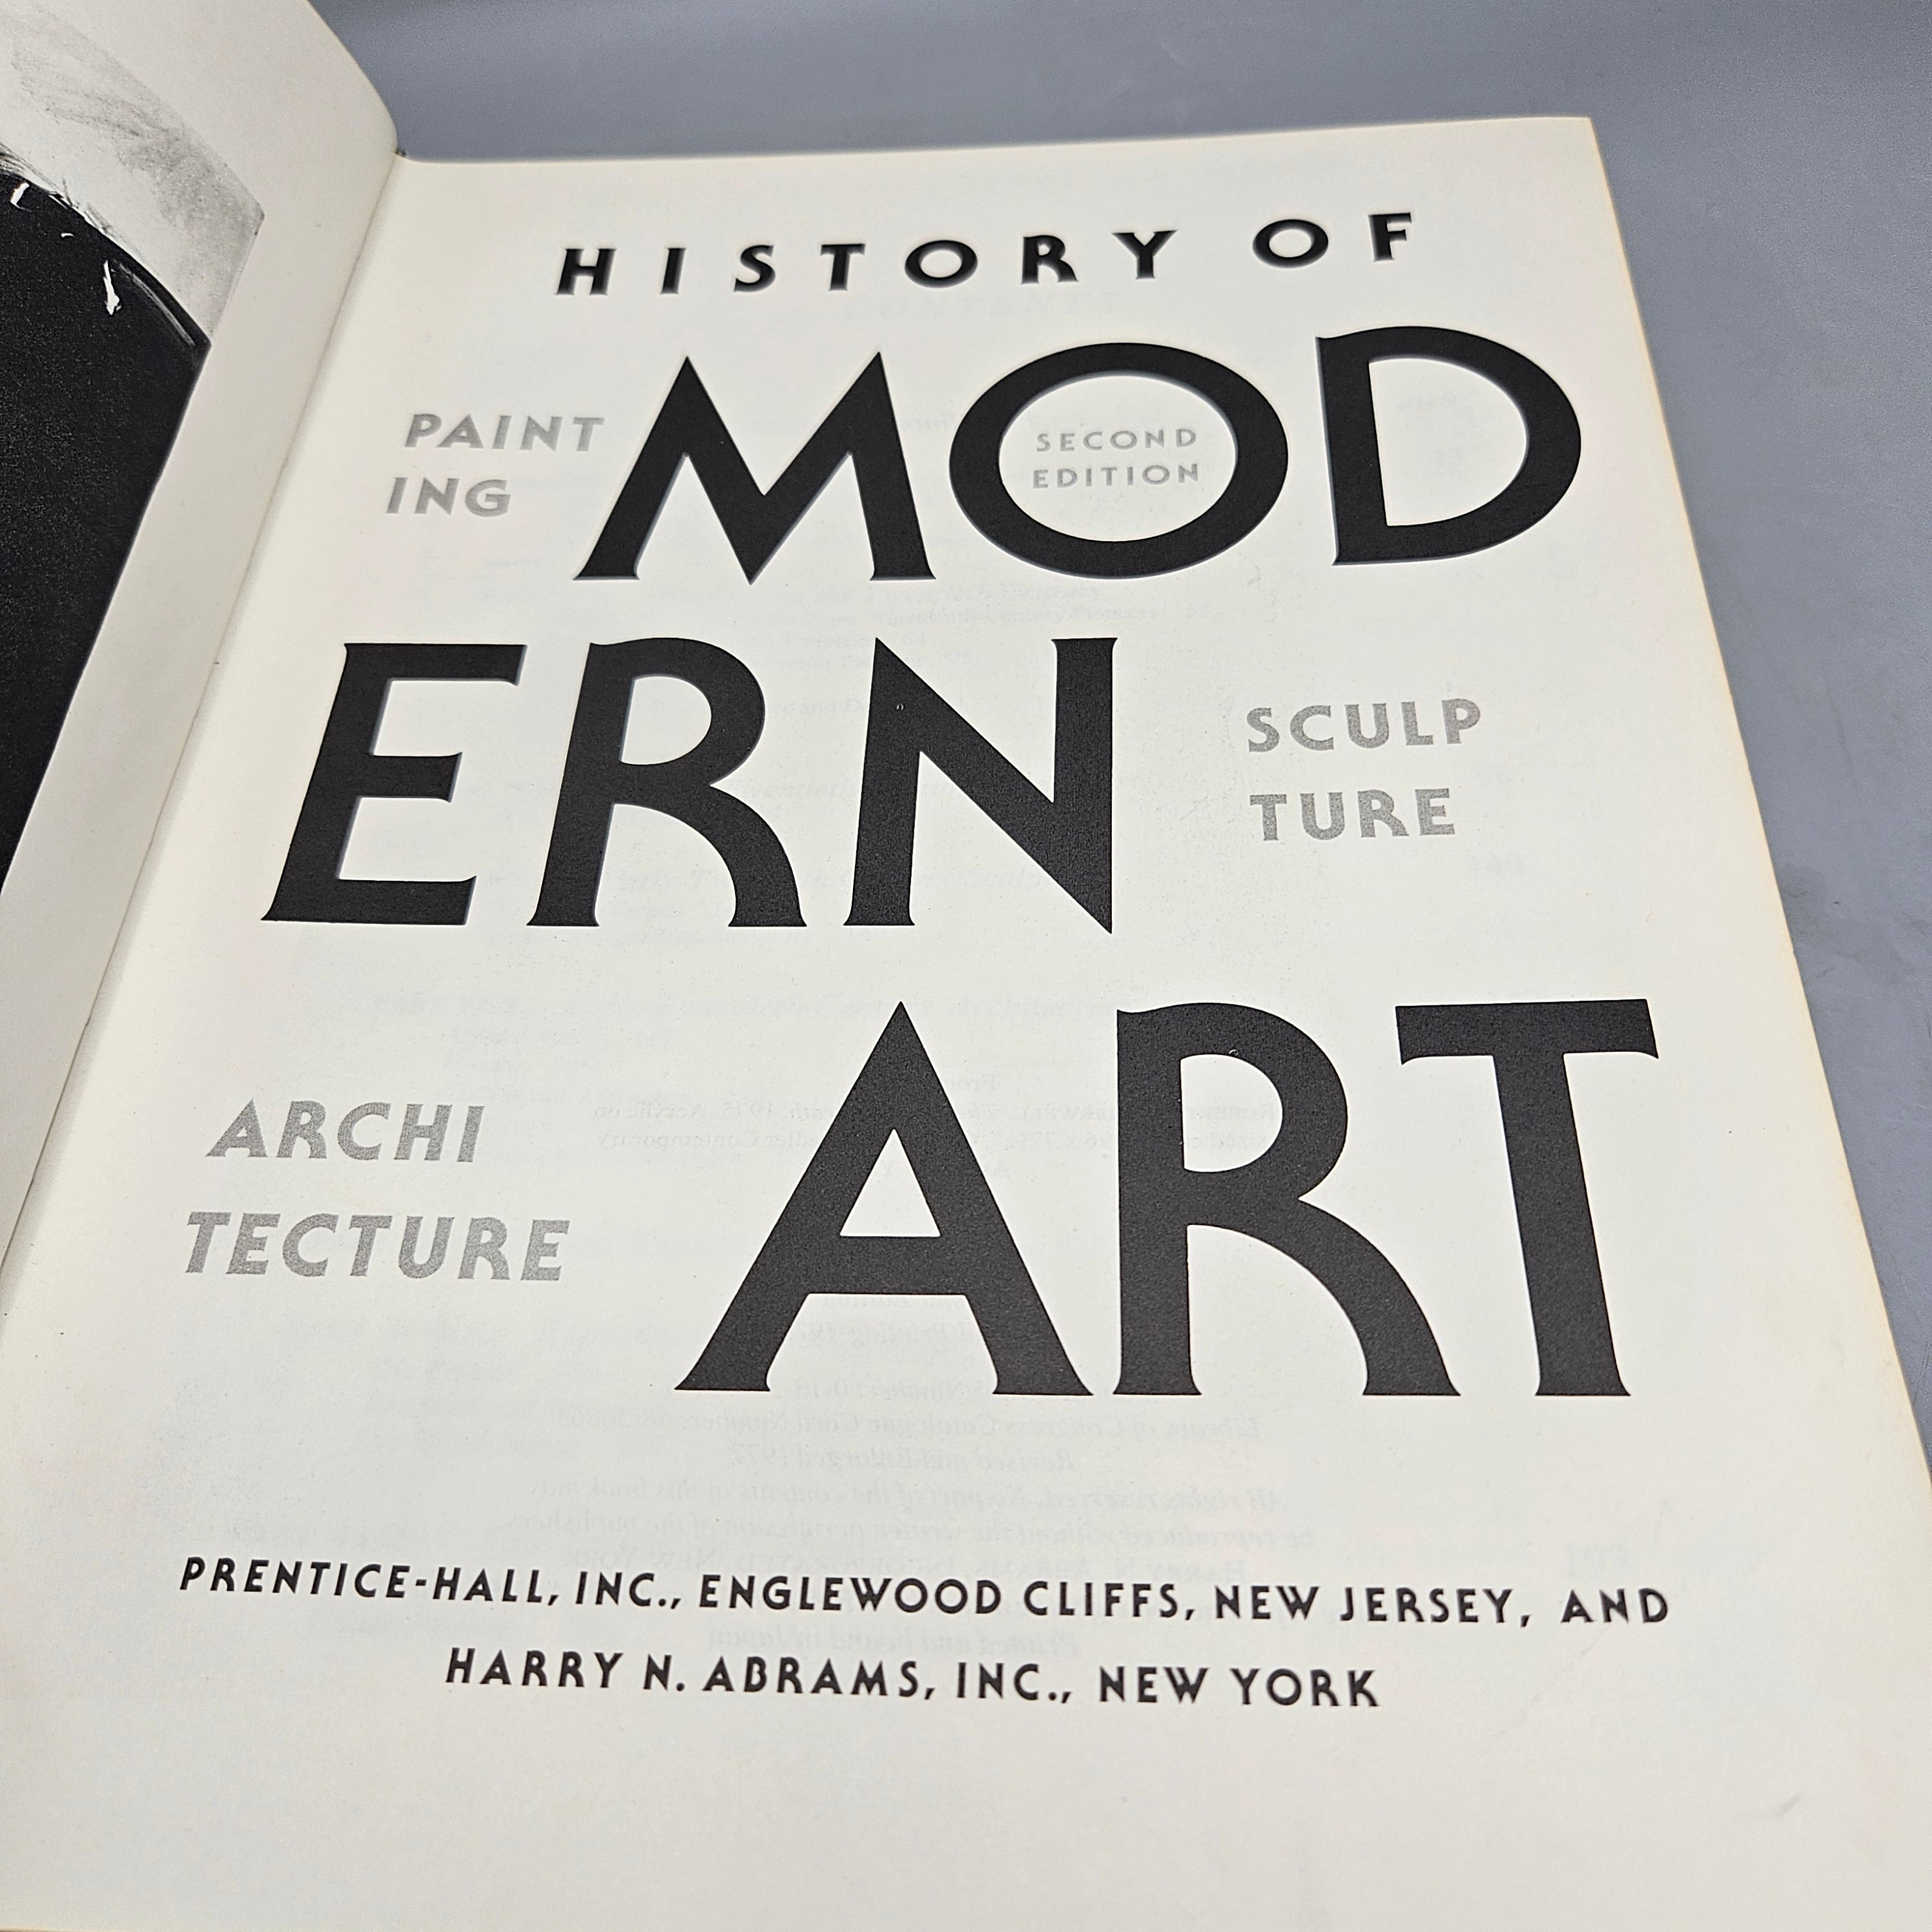 HISTORY OF
PAINT
ING
MOD
SECOND
EDITION
ERN
SCULP
TURE
ARCHI
TECTURE
ART
PRENTICE-HALL, INC., ENGLEWOOD CLIFFS, NEW JERSEY, AND
HARRY N. ABRAMS, INC., NEW YORK